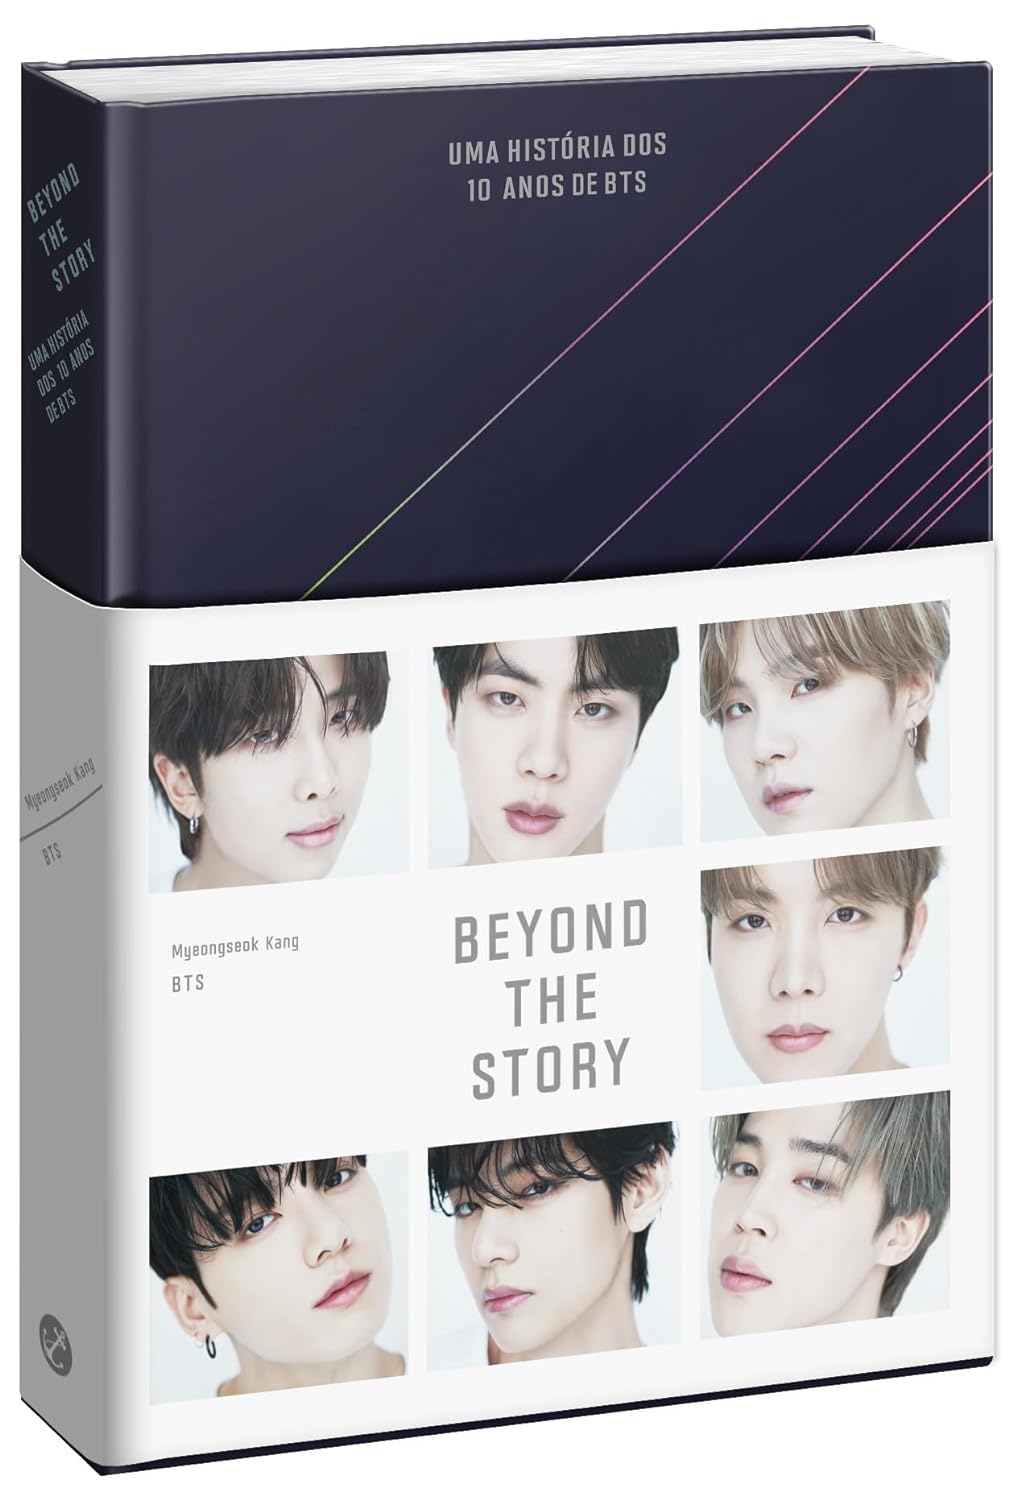 UMA HISTÓRIA DOS
10 ANOS DE BTS
BEYOND
THE
STORY
UMA HISTÓRIA
DOS 10 ANOS
DE BTS
Myeongseok Kang
BTS
Myeongseok Kang
BTS
BEYOND
THE
STORY